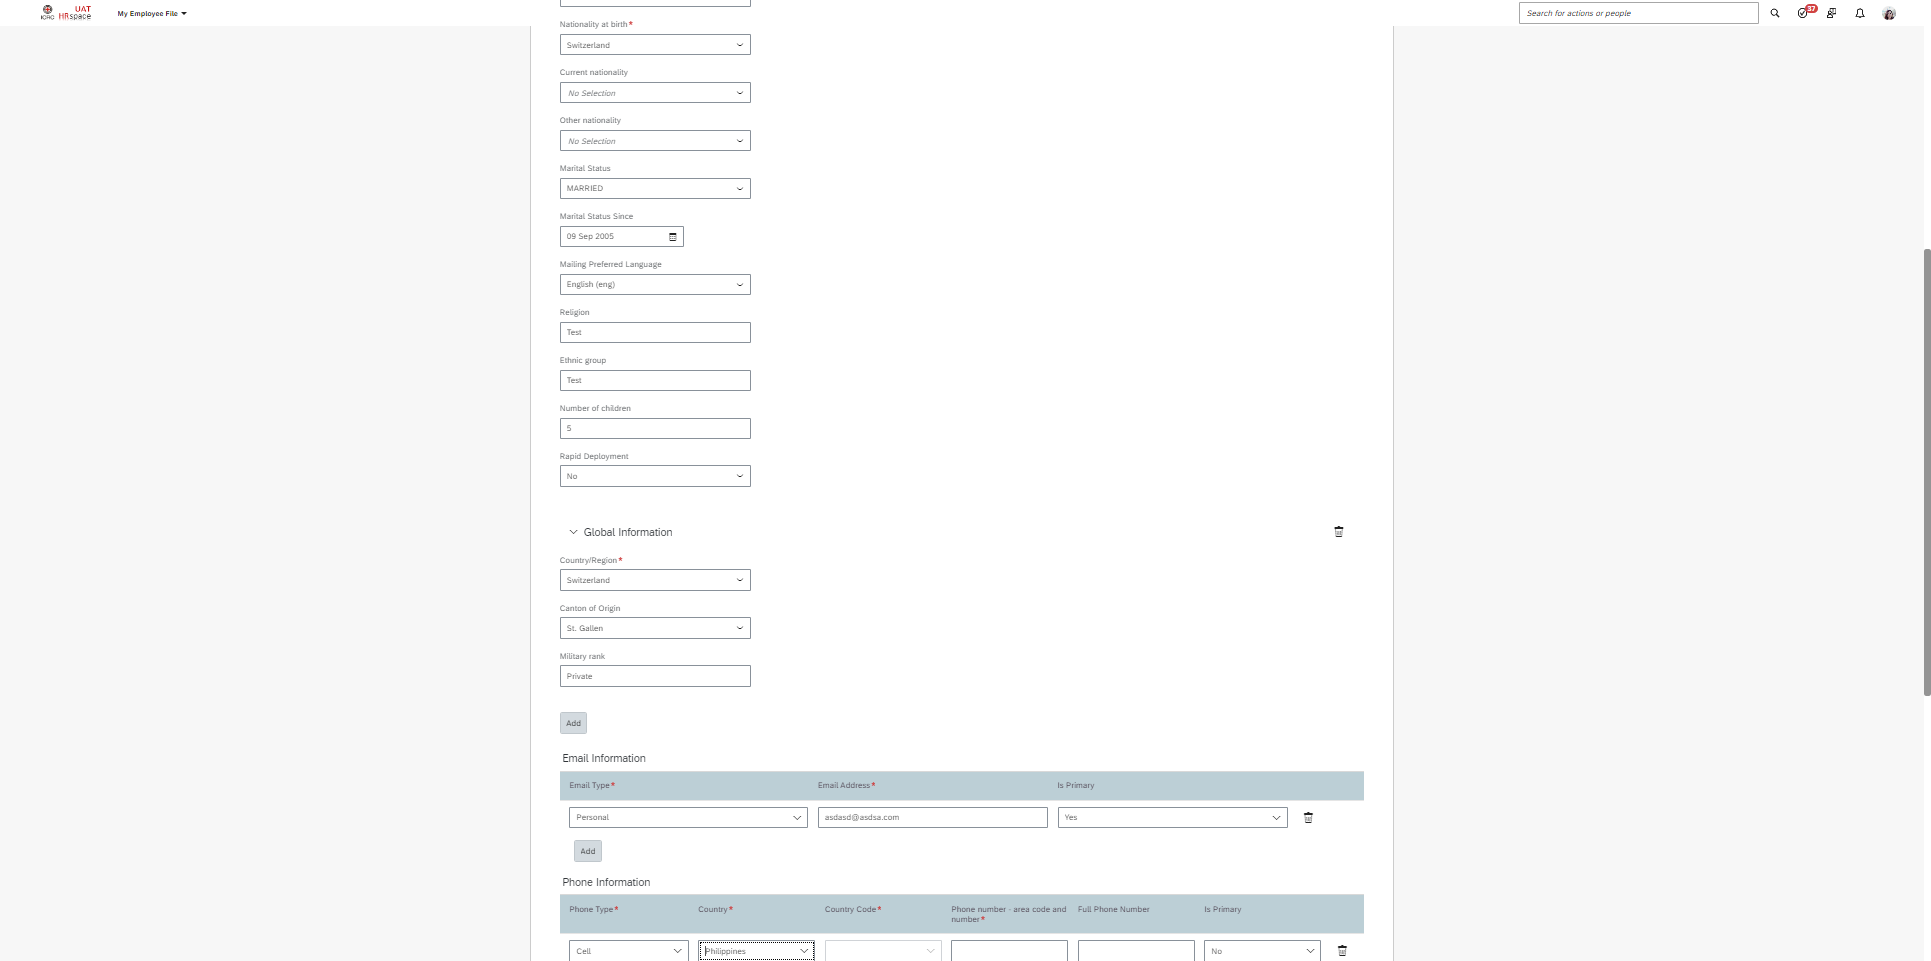 ICRC
UAT
HRspace
My Employee File
Search for actions or people
37
Nationality at birth*
Switzerland
Current nationality
No Selection
Other nationality
No Selection
Marital Status
MARRIED
Marital Status Since
09 Sep 2005
Mailing Preferred Language
English (eng)
Religion
Test
Ethnic group
Test
Number of children
5
Rapid Deployment
No
Global Information
Country/Region*
Switzerland
Canton of Origin
St. Gallen
Military rank
Private
Add
Email Information
Email Type* Email Address* Is Primary
Personal asdasd@asdsa.com Yes
Add
Phone Information
Phone Type* Country* Country Code* Phone number - area code and Full Phone Number Is Primary
number*
Cell Philippines No